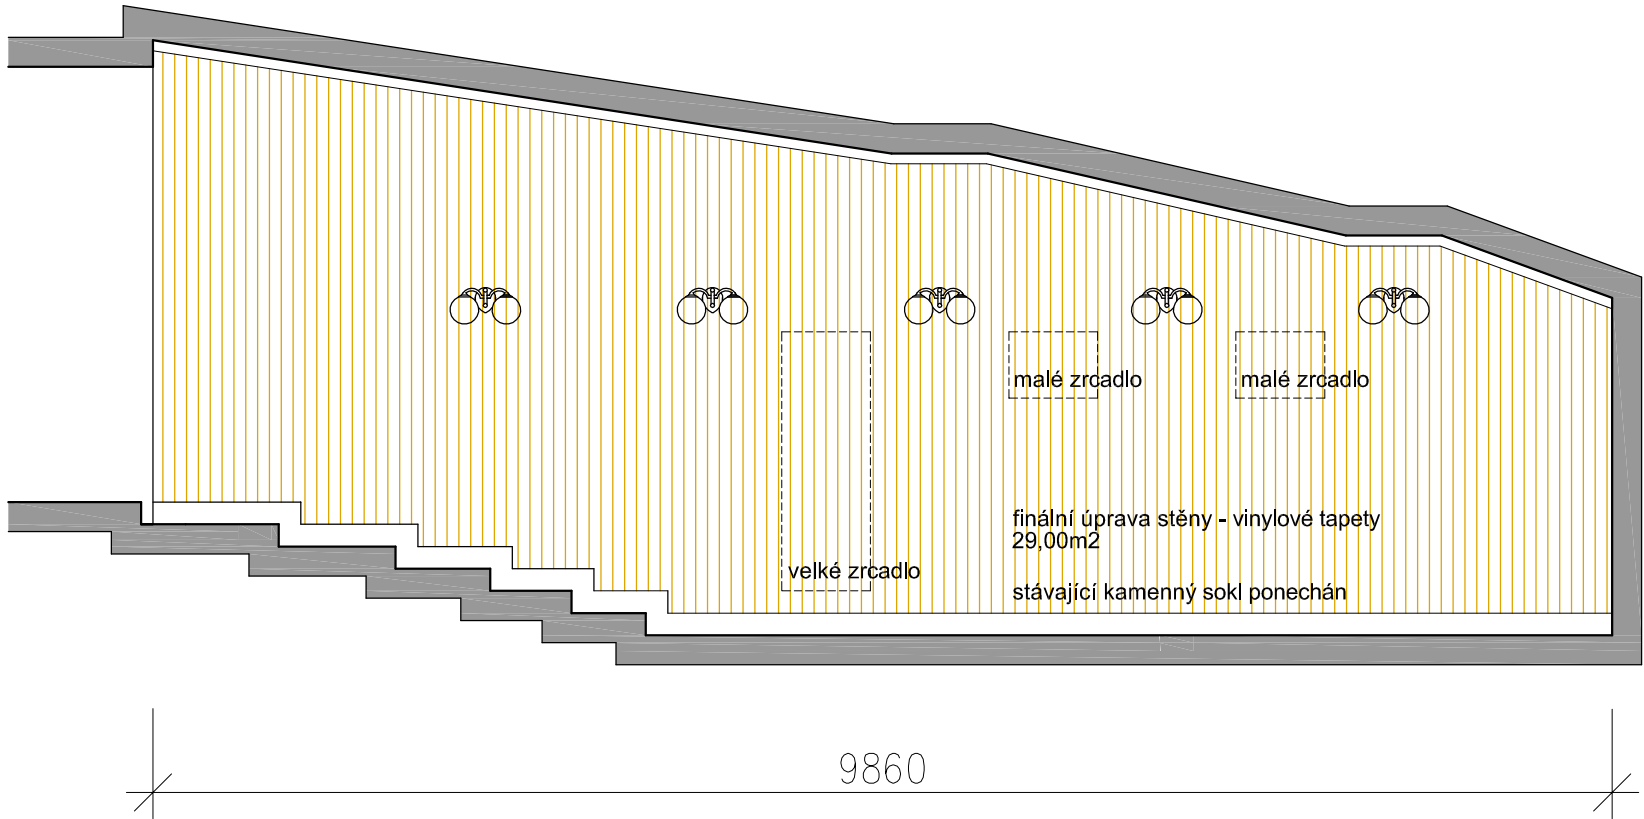 malé zrcadlo
malé zrcadlo
finální úprava stěny - vinylové tapety
29,00m2
velké zrcadlo
stávající kamenný sokl ponechán
9860